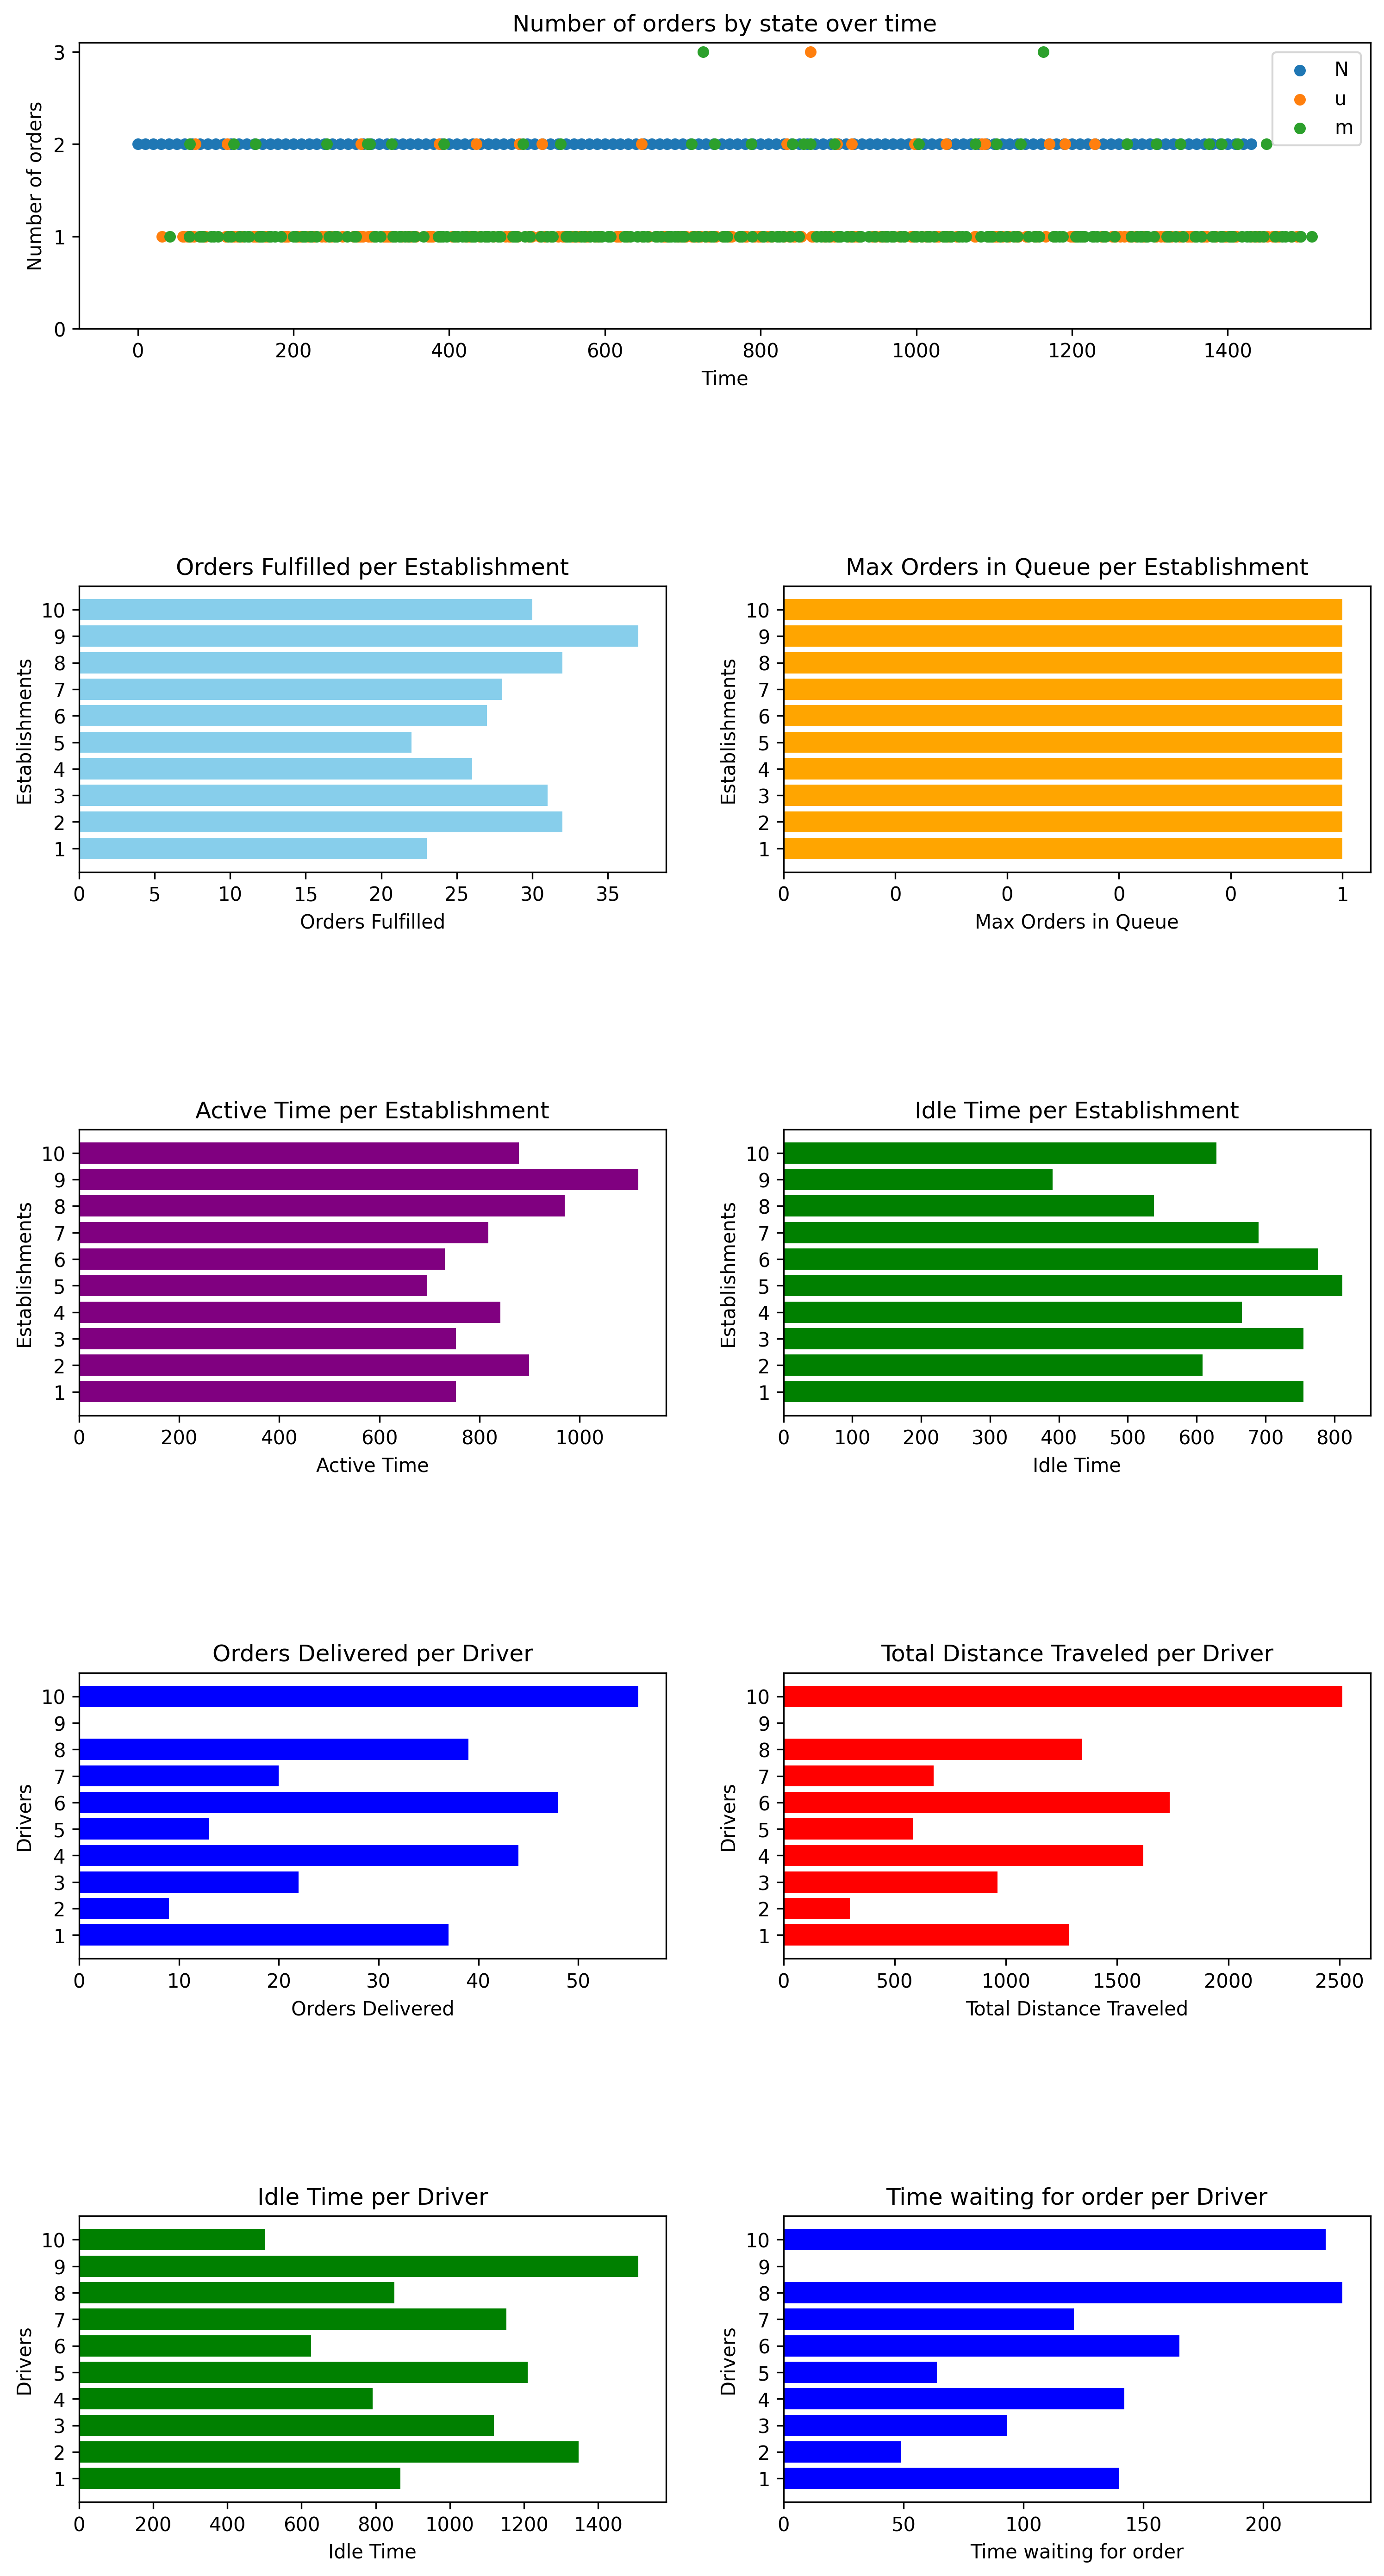 Number of orders by state over time
Number of orders
3
2
1
0
N
u
m
0 200 400 600 800 1000 1200 1400
Time
Orders Fulfilled per Establishment
Establishments
10
9
8
7
6
5
4
3
2
1
0 5 10 15 20 25 30 35
Orders Fulfilled
Max Orders in Queue per Establishment
Establishments
10
9
8
7
6
5
4
3
2
1
0 0 0 0 0 1
Max Orders in Queue
Active Time per Establishment
Establishments
10
9
8
7
6
5
4
3
2
1
0 200 400 600 800 1000
Active Time
Idle Time per Establishment
Establishments
10
9
8
7
6
5
4
3
2
1
0 100 200 300 400 500 600 700 800
Idle Time
Orders Delivered per Driver
Drivers
10
9
8
7
6
5
4
3
2
1
0 10 20 30 40 50
Orders Delivered
Total Distance Traveled per Driver
Drivers
10
9
8
7
6
5
4
3
2
1
0 500 1000 1500 2000 2500
Total Distance Traveled
Idle Time per Driver
Drivers
10
9
8
7
6
5
4
3
2
1
0 200 400 600 800 1000 1200 1400
Idle Time
Time waiting for order per Driver
Drivers
10
9
8
7
6
5
4
3
2
1
0 50 100 150 200
Time waiting for order